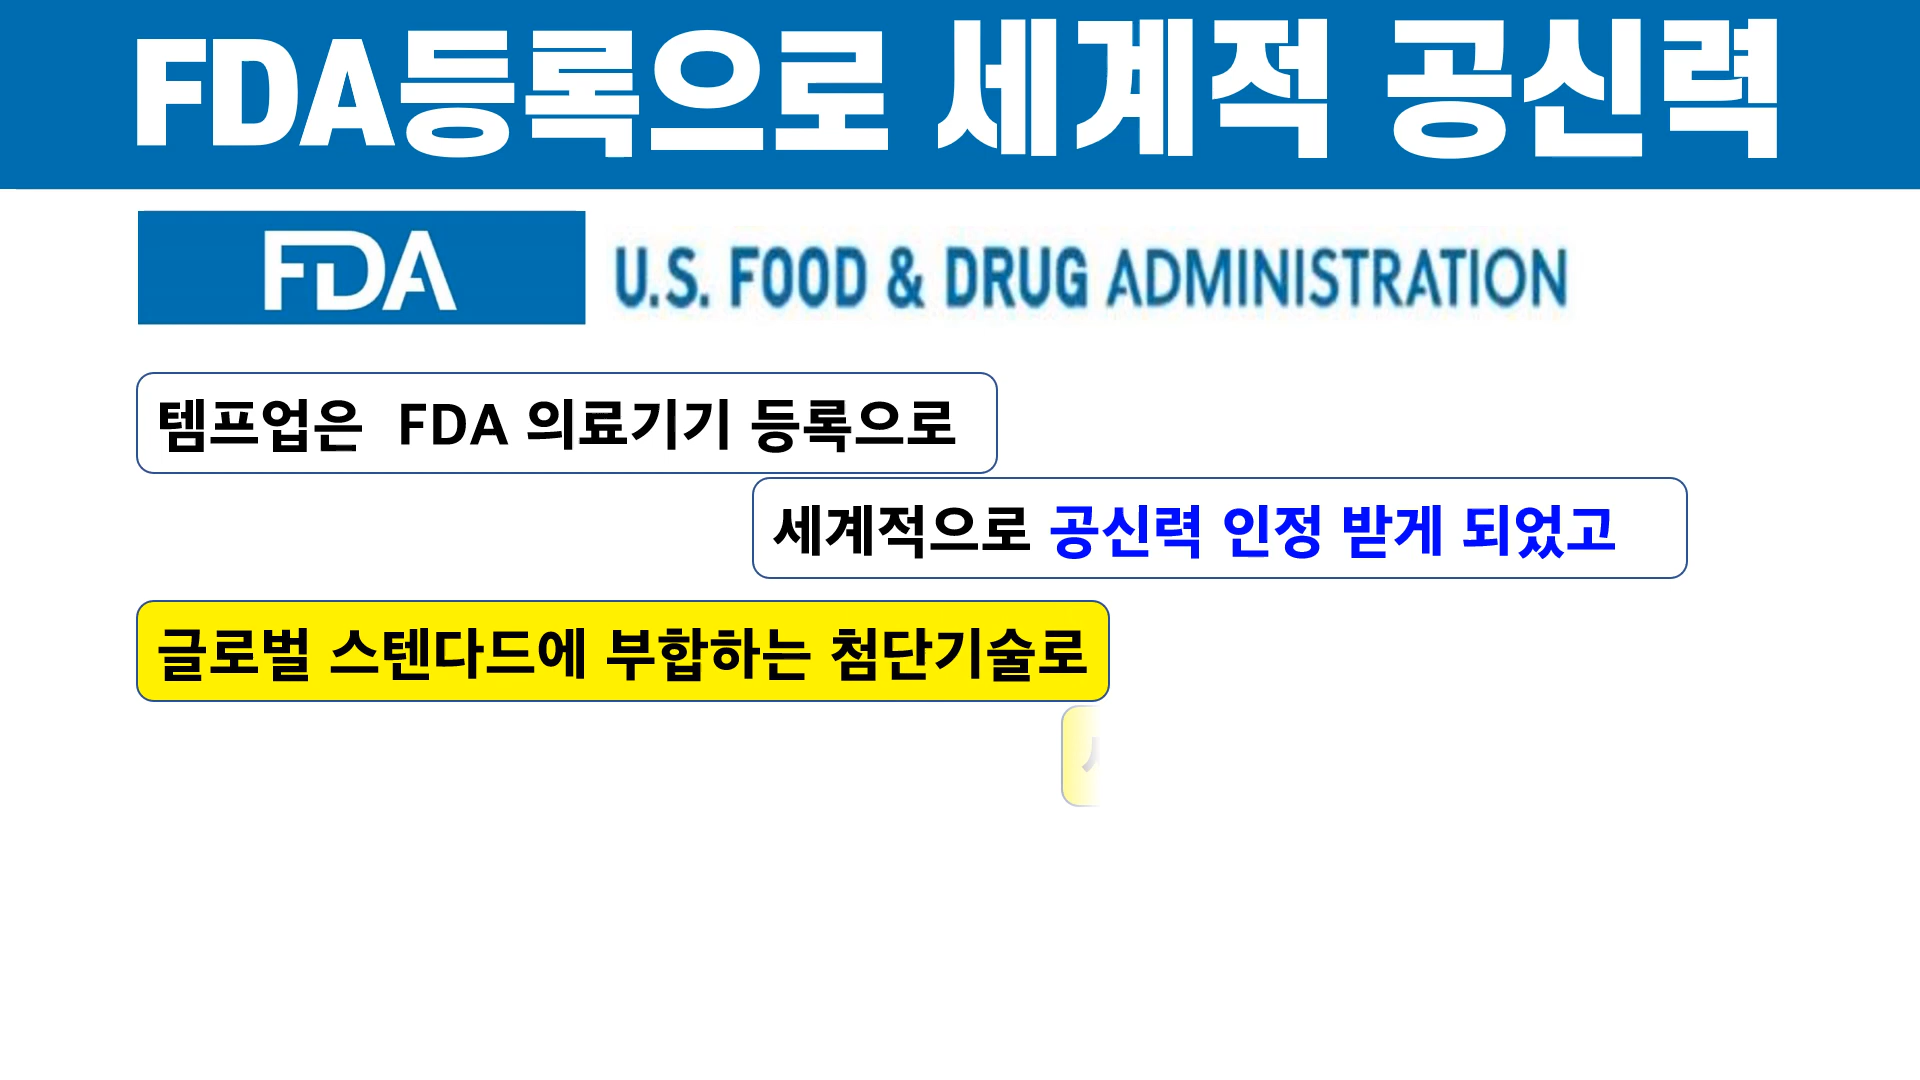 FDA등록으로 세계적 공신력
FDA U.S. FOOD & DRUG ADMINISTRATION
템프업은 FDA 의료기기 등록으로
세계적으로 공신력 인정 받게 되었고
글로벌 스텐다드에 부합하는 첨단기술로